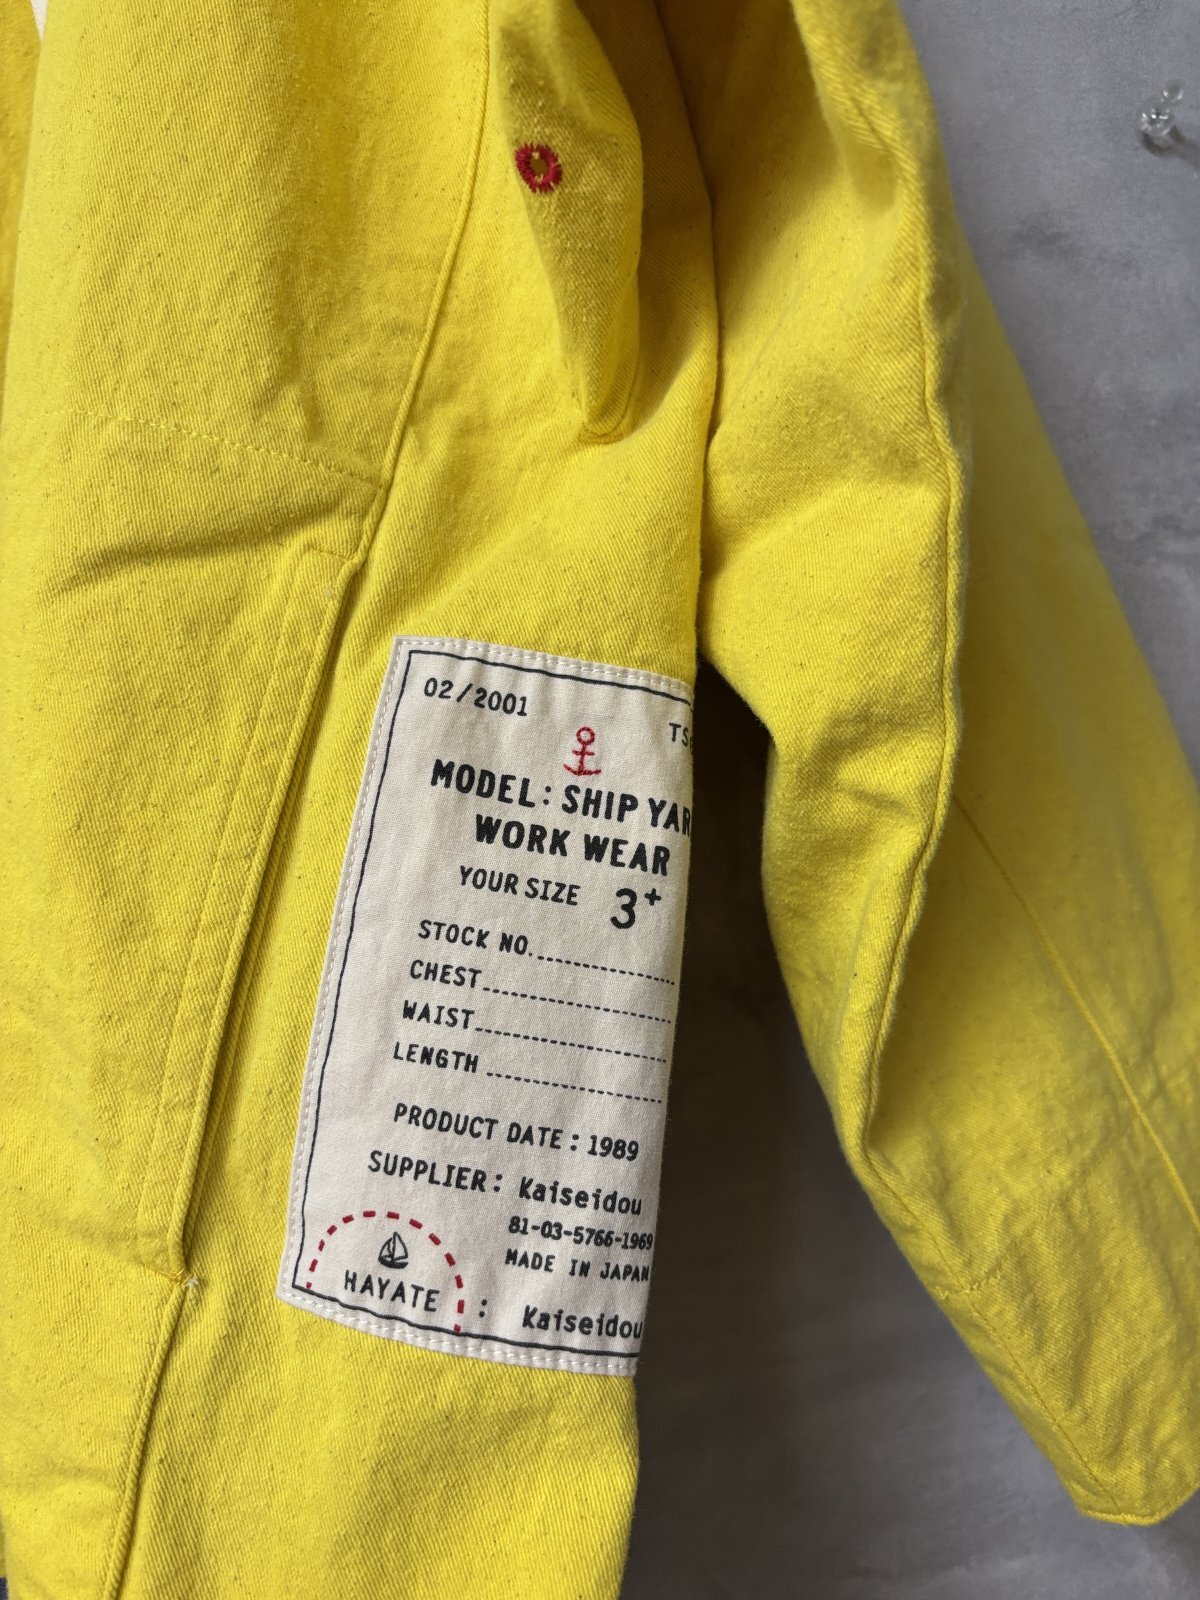 02/2001
MODEL: SHIP
WORK WEAR
YOUR SIZE 3+
STOCK NO.
CHEST
WAIST
LENGTH
PRODUCT DATE : 1989
SUPPLIER: Kaiseidou
81-03-5766-1969
MADE IN JAPAN
HAYATE : Kaiseidou